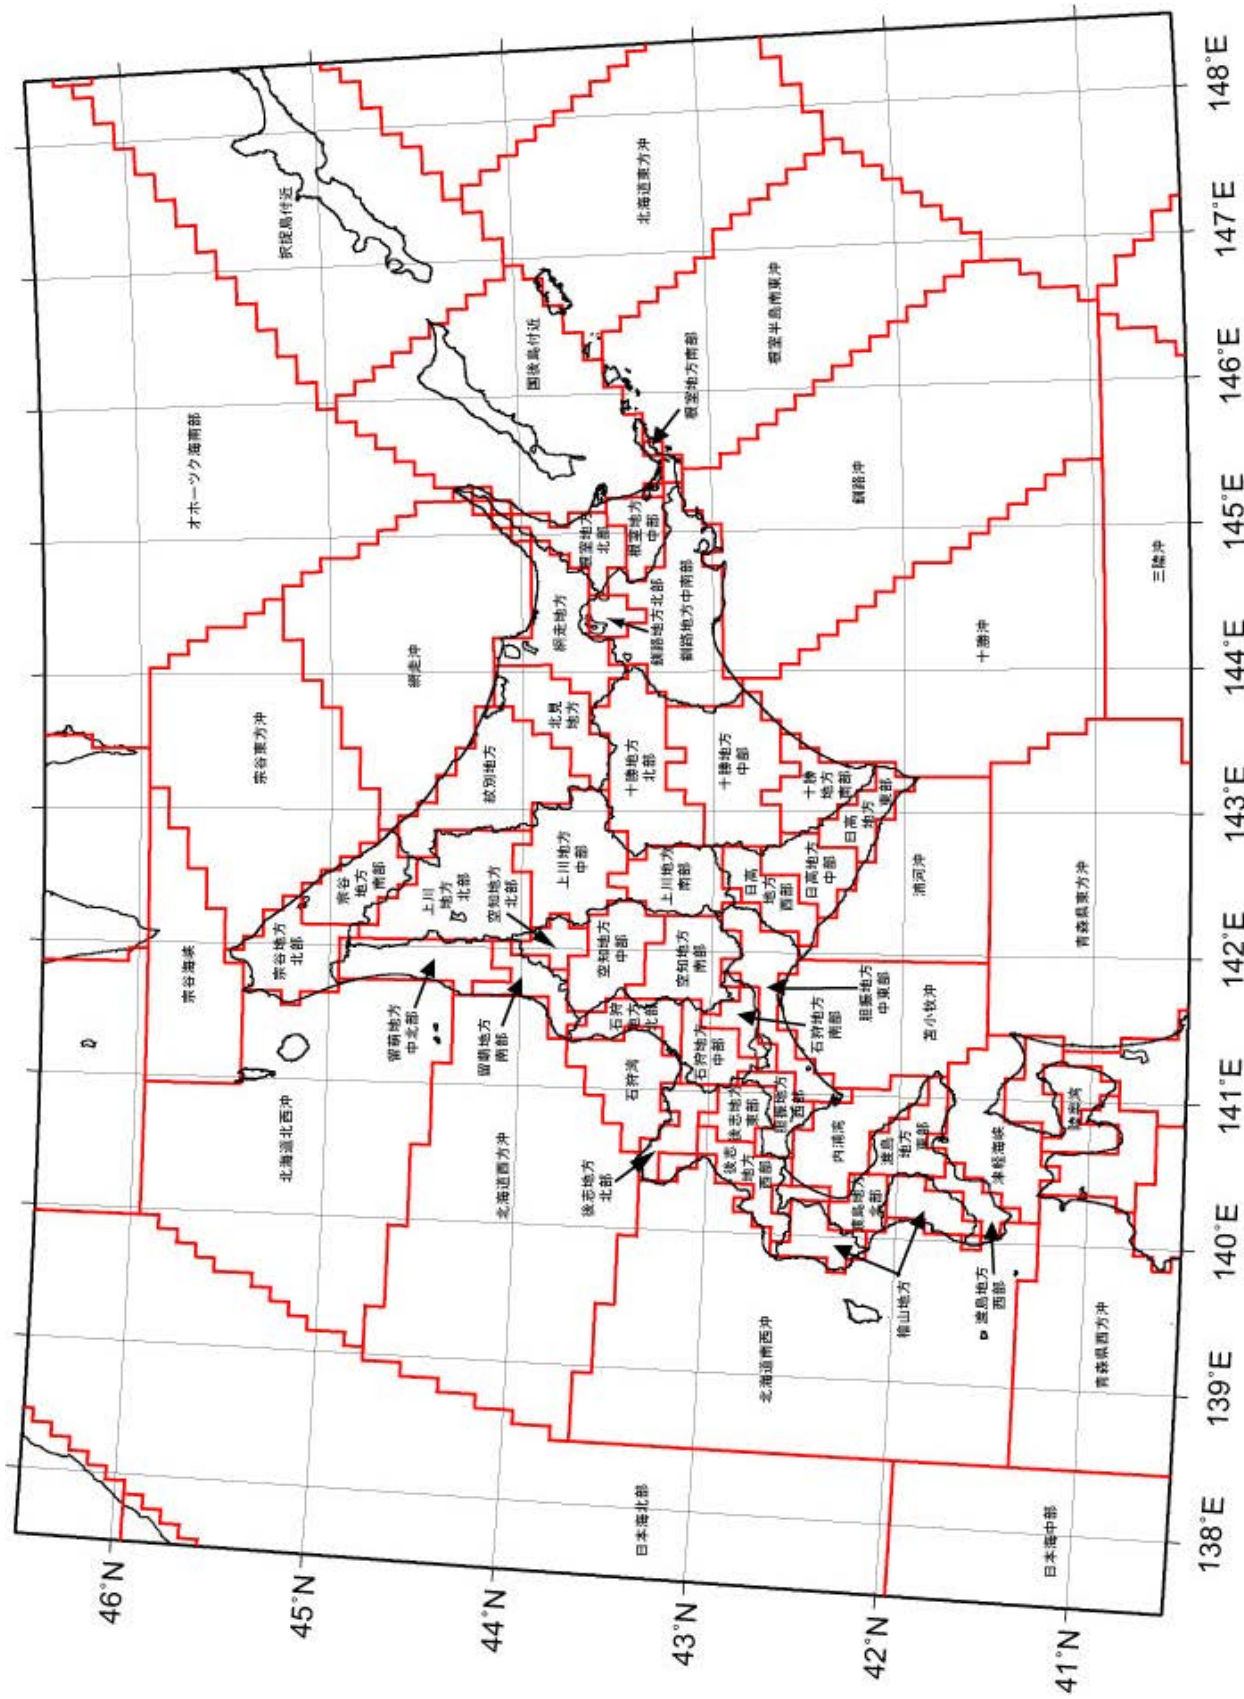 オホーツク海南部
択捉島付近
宗谷海峡
宗谷東方沖
網走沖
北海道東方沖
国後島付近
宗谷地方
北部
宗谷
地方
南部
北海道北西沖
留萌地方
中北部
上川
地方
北部
紋別地方
空知地方
北部
北見
地方
網走地方
根室地方
北部
留萌地方
南部
北海道西方沖
上川地方
中部
釧路地方北部
根室地方
中部
根室地方南部
空知地方
中部
十勝地方
北部
釧路地方中南部
石狩
地方
北部
石狩湾
後志地方
北部
上川地方
南部
空知地方
南部
石狩地方
中部
十勝地方
中部
根室半島南東沖
後志地方
東部
後志
地方
西部
日高
地方
西部
胆振地方
西部
石狩地方
南部
日高地方
中部
十勝
地方
南部
日高
地方
東部
胆振地方
中東部
釧路沖
北海道南西沖
内浦湾
渡島地方
北部
渡島
地方
東部
檜山地方
苫小牧沖
浦河沖
十勝沖
日本海北部
渡島地方
西部
津軽海峡
陸奥湾
青森県東方沖
三陸沖
青森県西方沖
日本海中部
46°N
45°N
44°N
43°N
42°N
41°N
138°E
139°E
140°E
141°E
142°E
143°E
144°E
145°E
146°E
147°E
148°E